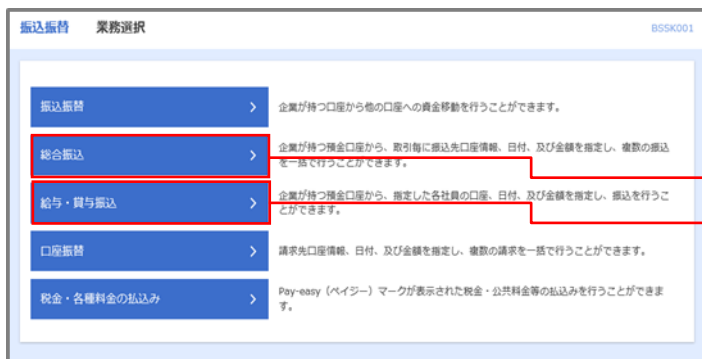 振込振替 業務選択 BSSK001
振込振替 企業が持つ口座から他の口座への資金移動を行うことができます。
総合振込 企業が持つ預金口座から、取引毎に振込先口座情報、日付、及び金額を指定し、複数の振込
を一括で行うことができます。
給与・賞与振込 企業が持つ預金口座から、指定した各社員の口座、日付、及び金額を指定し、振込を行うこ
とができます。
口座振替 請求先口座情報、日付、及び金額を指定し、複数の請求を一括で行うことができます。
税金・各種料金の払込み Pay-easy（ペイジー）マークが表示された税金・公共料金等の払込みを行うことができま
す。